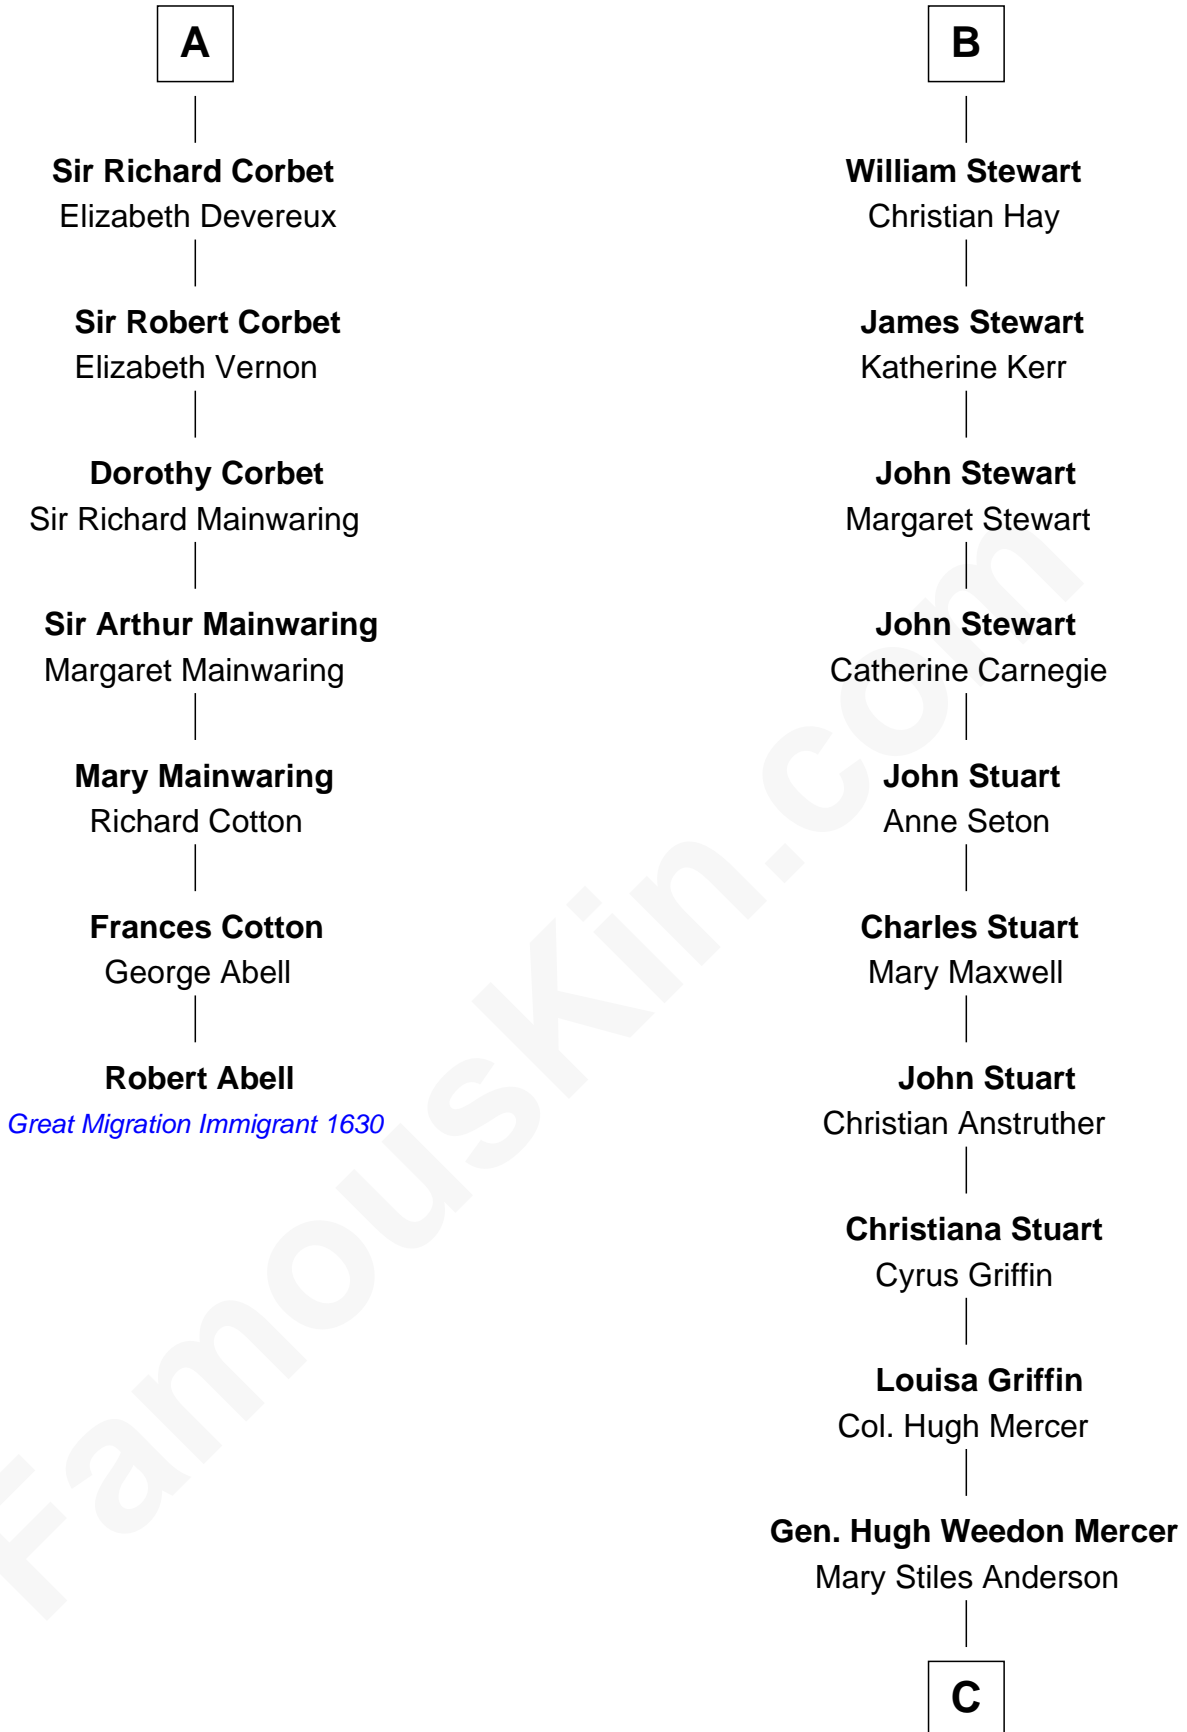 A
Sir Richard Corbet
Elizabeth Devereux
Sir Robert Corbet
Elizabeth Vernon
Dorothy Corbet
Sir Richard Mainwaring
Sir Arthur Mainwaring
Margaret Mainwaring
Mary Mainwaring
Richard Cotton
Frances Cotton
George Abell
Robert Abell
Great Migration Immigrant 1630
B
William Stewart
Christian Hay
James Stewart
Katherine Kerr
John Stewart
Margaret Stewart
John Stewart
Catherine Carnegie
John Stuart
Anne Seton
Charles Stuart
Mary Maxwell
John Stuart
Christian Anstruther
Christiana Stuart
Cyrus Griffin
Louisa Griffin
Col. Hugh Mercer
Gen. Hugh Weedon Mercer
Mary Stiles Anderson
C
FamousKin.com